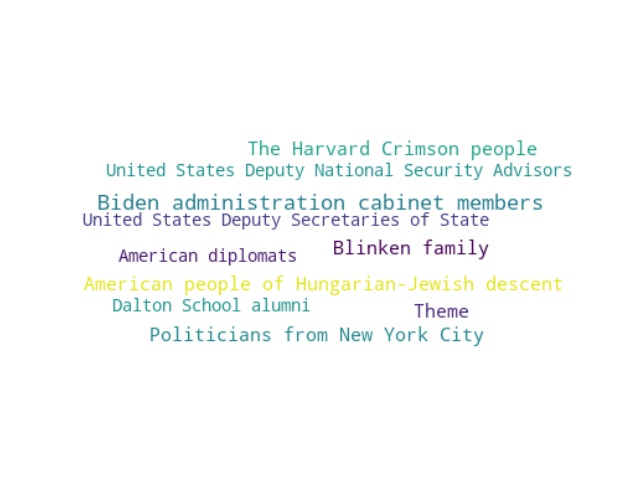 The Harvard Crimson people
United States Deputy National Security Advisors
Biden administration cabinet members
United States Deputy Secretaries of State
Blinken family
American diplomats
American people of Hungarian-Jewish descent
Dalton School alumni
Theme
Politicians from New York City